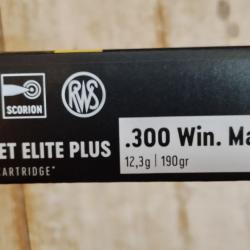 SCORION
RWS
ET ELITE PLUS
CARTRIDGE*
.300 Win. Ma
12,3g | 190gr